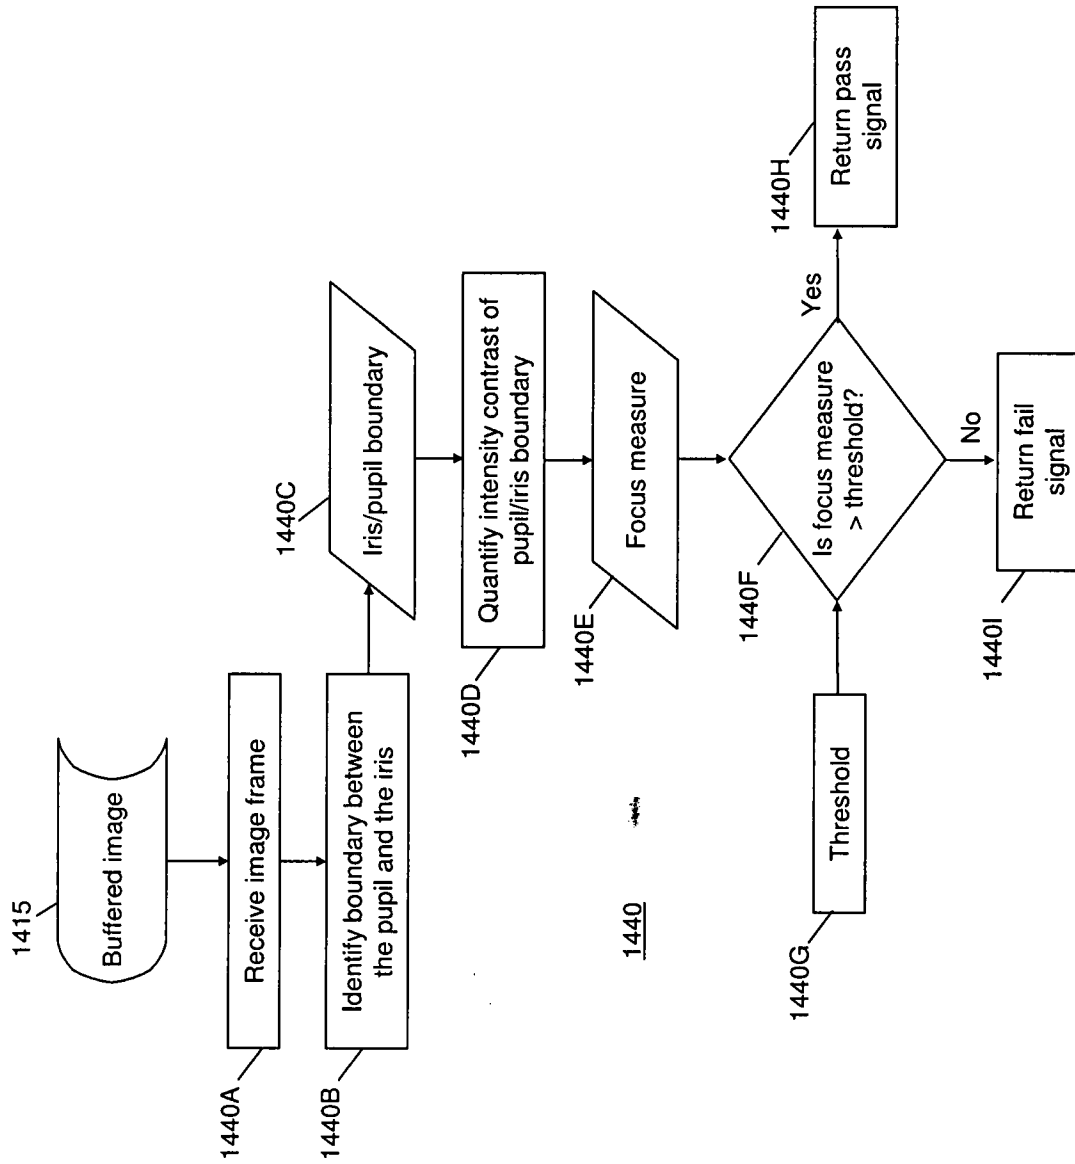 1415
Buffered image
1440A
Receive image frame
1440B
Identify boundary between
the pupil and the iris
1440C
Iris/pupil boundary
1440D
Quantify intensity contrast of
pupil/iris boundary
1440E
Focus measure
1440
1440F
Is focus measure
> threshold?
1440G
Threshold
Yes
1440H
Return pass
signal
No
1440I
Return fail
signal